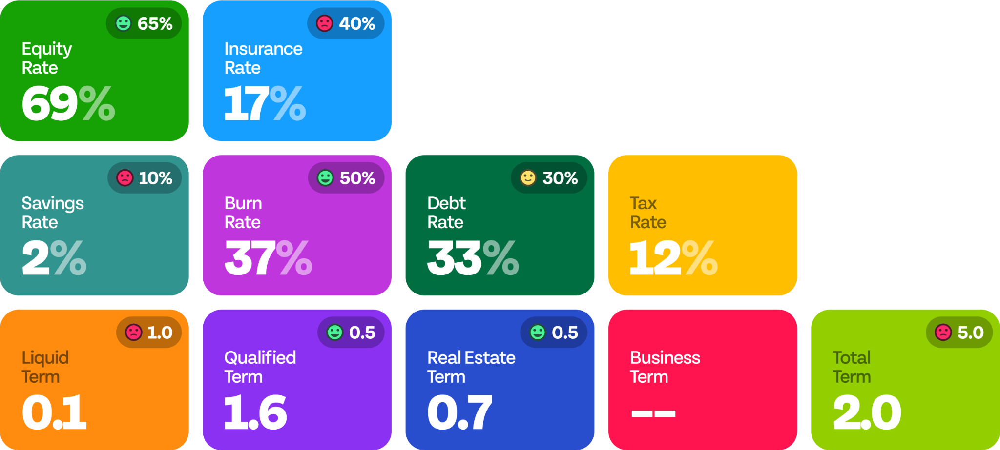 65%
Equity
Rate
69%
40%
Insurance
Rate
17%
10%
Savings
Rate
2%
50%
Burn
Rate
37%
30%
Debt
Rate
33%
Tax
Rate
12%
1.0
Liquid
Term
0.1
0.5
Qualified
Term
1.6
0.5
Real Estate
Term
0.7
Business
Term
--
5.0
Total
Term
2.0